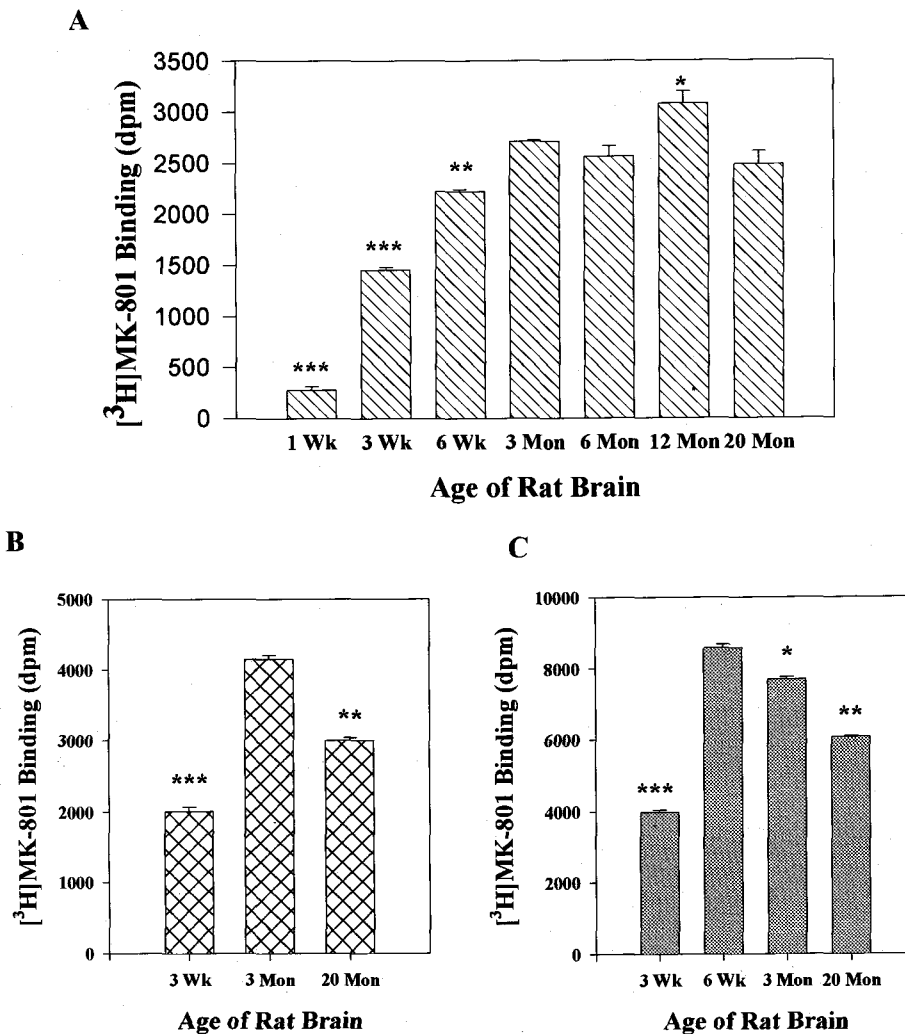 A
[³H]MK-801 Binding (dpm)
3500
3000
2500
2000
1500
1000
500
0
***
***
**
*
1 Wk 3 Wk 6 Wk 3 Mon 6 Mon 12 Mon 20 Mon
Age of Rat Brain
B
[³H]MK-801 Binding (dpm)
5000
4000
3000
2000
1000
0
***
**
3 Wk 3 Mon 20 Mon
Age of Rat Brain
C
[³H]MK-801 Binding (dpm)
10000
8000
6000
4000
2000
0
***
*
**
3 Wk 6 Wk 3 Mon 20 Mon
Age of Rat Brain